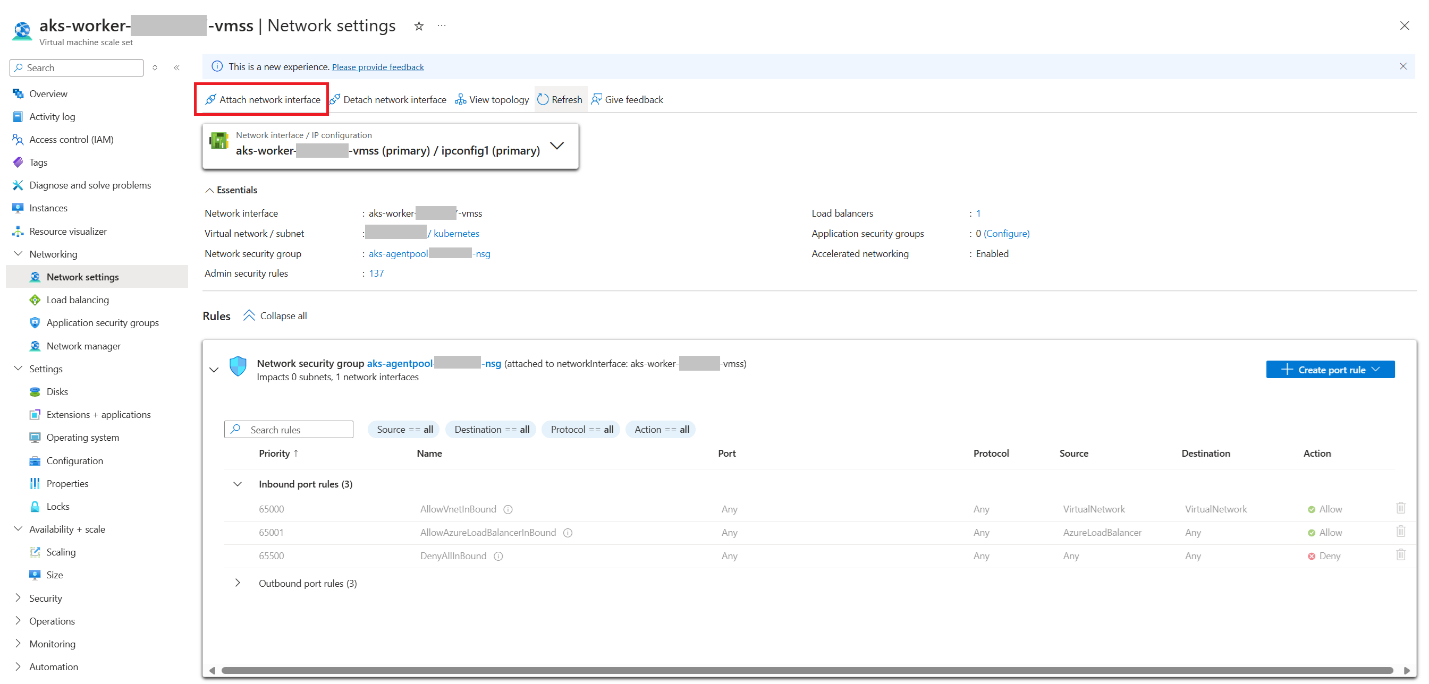 aks-worker- -vmss | Network settings
Virtual machine scale set
Search
This is a new experience. Please provide feedback
Overview
Activity log
Access control (IAM)
Tags
Diagnose and solve problems
Instances
Resource visualizer
Networking
Network settings
Load balancing
Application security groups
Network manager
Settings
Disks
Extensions + applications
Operating system
Configuration
Properties
Locks
Availability + scale
Scaling
Size
Security
Operations
Monitoring
Automation
Attach network interface Detach network interface View topology Refresh Give feedback
Network interface / IP configuration
aks-worker- -vmss (primary) / ipconfig1 (primary)
Essentials
Network interface : aks-worker- -vmss
Virtual network / subnet : / kubernetes
Network security group : aks-agentpool -nsg
Admin security rules : 137
Load balancers : 1
Application security groups : 0 (Configure)
Accelerated networking : Enabled
Rules Collapse all
Network security group aks-agentpool -nsg (attached to networkInterface: aks-worker- -vmss)
Impacts 0 subnets, 1 network interfaces
Create port rule
Search rules Source == all Destination == all Protocol == all Action == all
Priority ↑ Name Port Protocol Source Destination Action
Inbound port rules (3)
65000 AllowVnetInBound Any Any VirtualNetwork VirtualNetwork Allow
65001 AllowAzureLoadBalancerInBound Any Any AzureLoadBalancer Any Allow
65500 DenyAllInBound Any Any Any Any Deny
Outbound port rules (3)